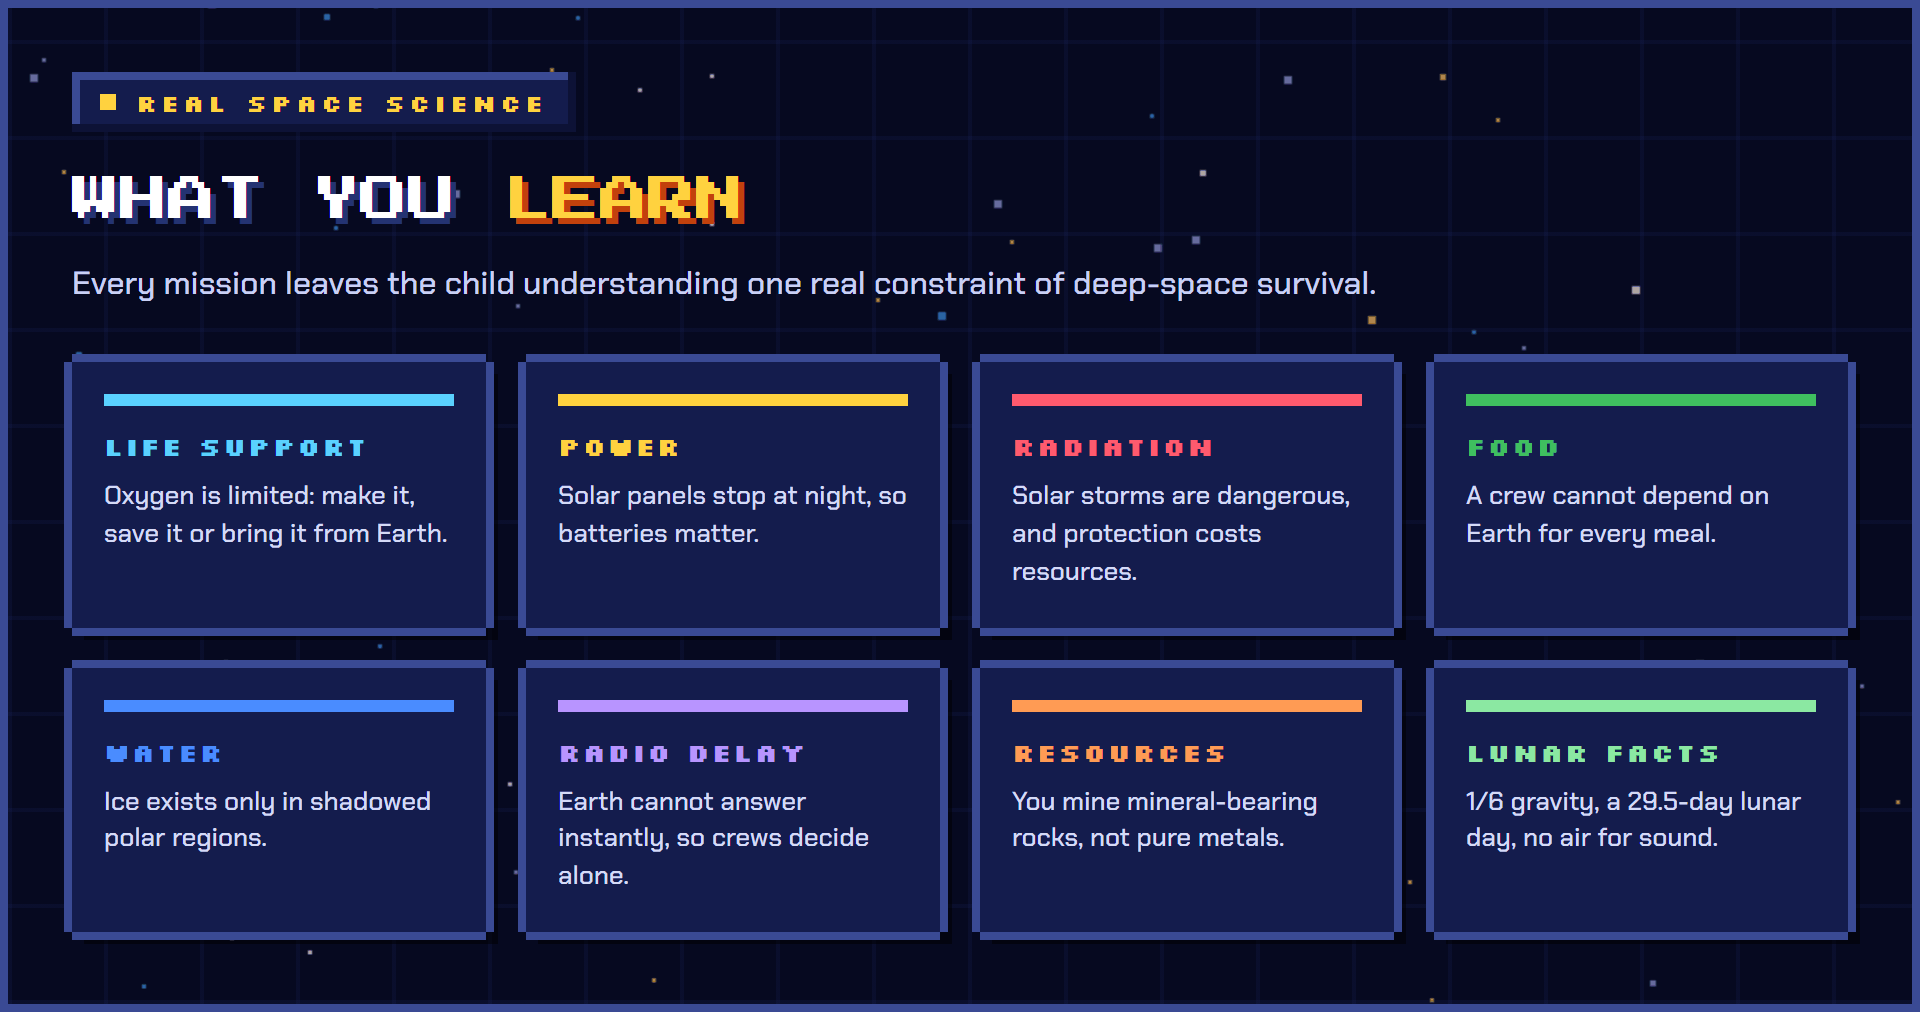 REAL SPACE SCIENCE
WHAT YOU LEARN
Every mission leaves the child understanding one real constraint of deep-space survival.
LIFE SUPPORT
Oxygen is limited: make it,
save it or bring it from Earth.
POWER
Solar panels stop at night, so
batteries matter.
RADIATION
Solar storms are dangerous,
and protection costs
resources.
FOOD
A crew cannot depend on
Earth for every meal.
WATER
Ice exists only in shadowed
polar regions.
RADIO DELAY
Earth cannot answer
instantly, so crews decide
alone.
RESOURCES
You mine mineral-bearing
rocks, not pure metals.
LUNAR FACTS
1/6 gravity, a 29.5-day lunar
day, no air for sound.